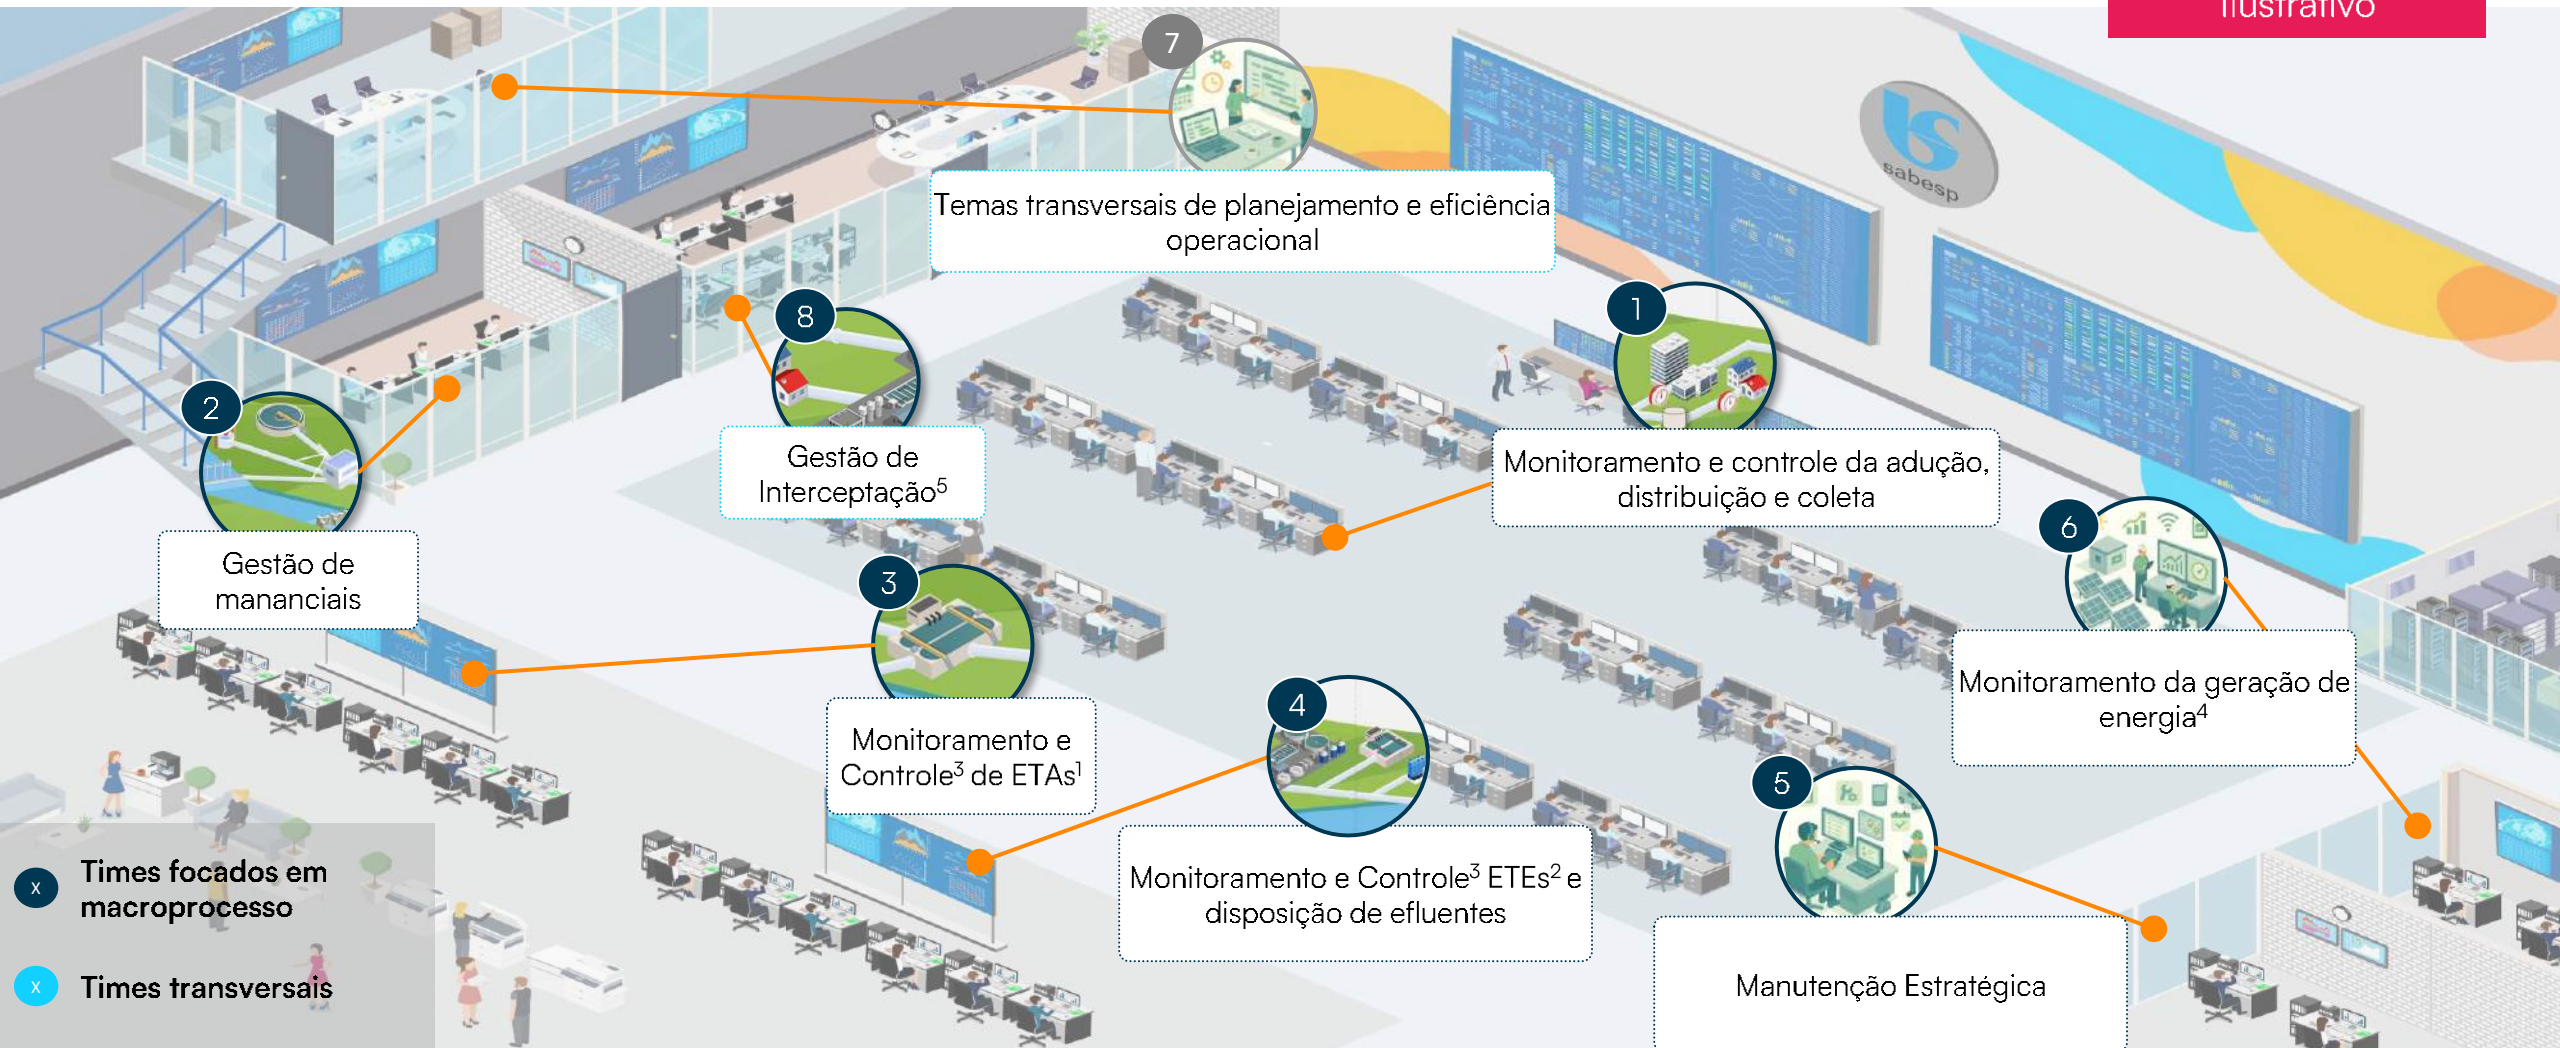 Ilustrativo
7
Temas transversais de planejamento e eficiência
operacional
sabesp
1
Monitoramento e controle da adução,
distribuição e coleta
8
Gestão de
Interceptação⁵
2
Gestão de
mananciais
6
Monitoramento da geração de
energia⁴
3
Monitoramento e
Controle³ de ETAs¹
4
Monitoramento e Controle³ ETEs² e
disposição de efluentes
5
Manutenção Estratégica
x Times focados em
macroprocesso
x Times transversais